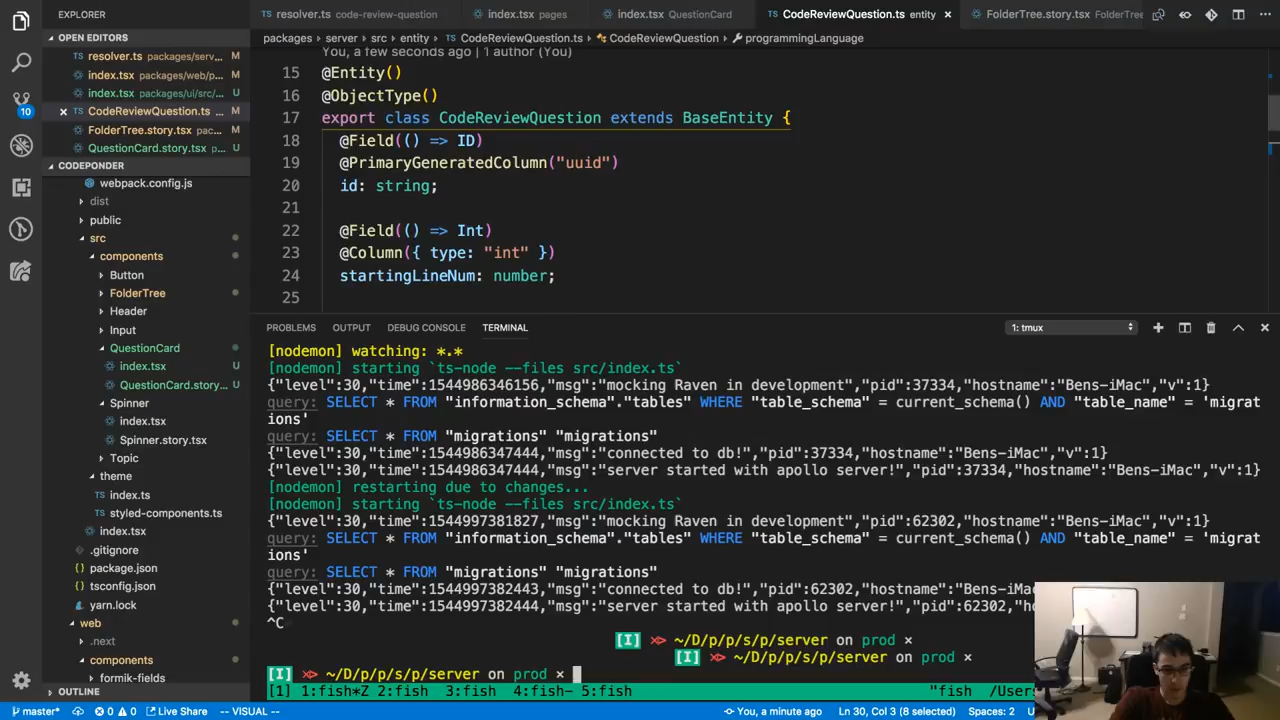 EXPLORER
resolver.ts code-review-question
index.tsx pages
index.tsx QuestionCard
TS CodeReviewQuestion.ts entity ×
FolderTree.story.tsx FolderTree
OPEN EDITORS
resolver.ts packages/serv... M
index.tsx packages/web/p... M
index.tsx packages/ui/src/... U
× TS CodeReviewQuestion.ts ... M
FolderTree.story.tsx pac... M
QuestionCard.story.tsx p... U
CODEPONDER
webpack.config.js
dist
public
src
components
Button
FolderTree
Header
Input
QuestionCard
index.tsx U
QuestionCard.story... U
Spinner
index.tsx
Spinner.story.tsx
Topic
theme
index.ts
styled-components.ts
index.tsx
.gitignore
package.json
tsconfig.json
yarn.lock
web
.next
components
formik-fields
OUTLINE
10
packages › server › src › entity › TS CodeReviewQuestion.ts › CodeReviewQuestion › programmingLanguage
You, a few seconds ago | 1 author (You)
15 @Entity()
16 @ObjectType()
17 export class CodeReviewQuestion extends BaseEntity {
18 @Field(() => ID)
19 @PrimaryGeneratedColumn("uuid")
20 id: string;
21
22 @Field(() => Int)
23 @Column({ type: "int" })
24 startingLineNum: number;
25
PROBLEMS OUTPUT DEBUG CONSOLE TERMINAL 1: tmux
[nodemon] watching: *.*
[nodemon] starting `ts-node --files src/index.ts`
{"level":30,"time":1544986346156,"msg":"mocking Raven in development","pid":37334,"hostname":"Bens-iMac","v":1}
query: SELECT * FROM "information_schema"."tables" WHERE "table_schema" = current_schema() AND "table_name" = 'migrat
ions'
query: SELECT * FROM "migrations" "migrations"
{"level":30,"time":1544986347444,"msg":"connected to db!","pid":37334,"hostname":"Bens-iMac","v":1}
{"level":30,"time":1544986347444,"msg":"server started with apollo server!","pid":37334,"hostname":"Bens-iMac","v":1}
[nodemon] restarting due to changes...
[nodemon] starting `ts-node --files src/index.ts`
{"level":30,"time":1544997381827,"msg":"mocking Raven in development","pid":62302,"hostname":"Bens-iMac","v":1}
query: SELECT * FROM "information_schema"."tables" WHERE "table_schema" = current_schema() AND "table_name" = 'migrat
ions'
query: SELECT * FROM "migrations" "migrations"
{"level":30,"time":1544997382443,"msg":"connected to db!","pid":62302,"hostname":"Bens-iMac
{"level":30,"time":1544997382444,"msg":"server started with apollo server!","pid":62302,"ho
^C
[I] ~/D/p/p/s/p/server on prod ×
[I] ~/D/p/p/s/p/server on prod ×
[I] ~/D/p/p/s/p/server on prod ×
[1] 1:fish*Z 2:fish 3:fish 4:fish- 5:fish "fish /Users
master* 0 0 Live Share -- VISUAL -- You, a minute ago Ln 30, Col 3 (8 selected) Spaces: 2